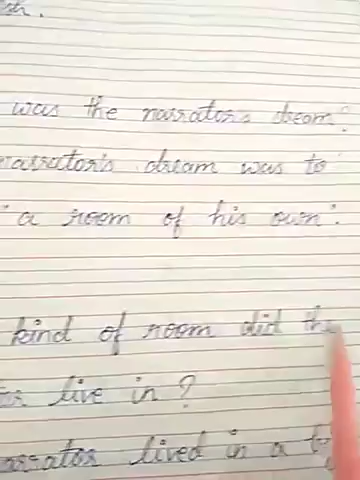 was the narrator's dream?
narrator's dream was to
"a room of his own".
kind of room did the
live in?
narrator lived in a